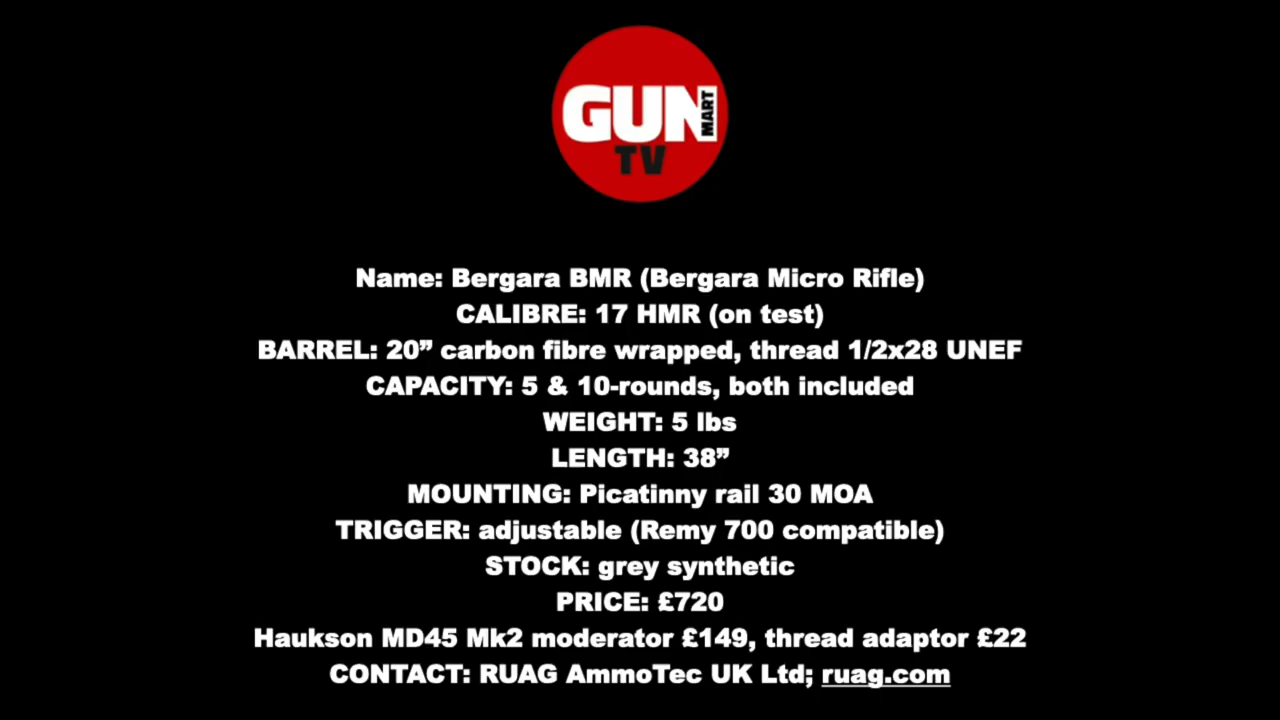 GUN MART
TV
Name: Bergara BMR (Bergara Micro Rifle)
CALIBRE: 17 HMR (on test)
BARREL: 20” carbon fibre wrapped, thread 1/2x28 UNEF
CAPACITY: 5 & 10-rounds, both included
WEIGHT: 5 lbs
LENGTH: 38”
MOUNTING: Picatinny rail 30 MOA
TRIGGER: adjustable (Remy 700 compatible)
STOCK: grey synthetic
PRICE: £720
Haukson MD45 Mk2 moderator £149, thread adaptor £22
CONTACT: RUAG AmmoTec UK Ltd; ruag.com